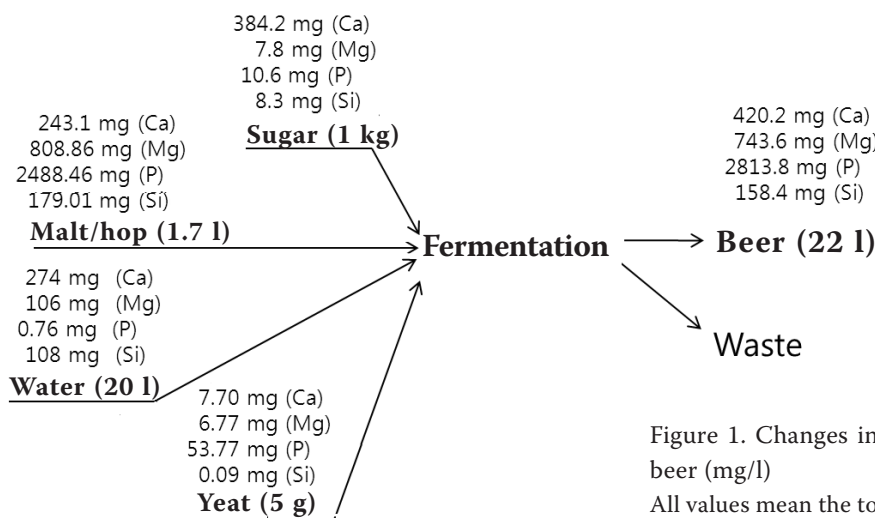 384.2 mg (Ca)
7.8 mg (Mg)
10.6 mg (P)
8.3 mg (Si)
Sugar (1 kg)
243.1 mg (Ca)
808.86 mg (Mg)
2488.46 mg (P)
179.01 mg (Si)
Malt/hop (1.7 l)
274 mg (Ca)
106 mg (Mg)
0.76 mg (P)
108 mg (Si)
Water (20 l)
7.70 mg (Ca)
6.77 mg (Mg)
53.77 mg (P)
0.09 mg (Si)
Yeat (5 g)
Fermentation
420.2 mg (Ca)
743.6 mg (Mg)
2813.8 mg (P)
158.4 mg (Si)
Beer (22 l)
Waste
Figure 1. Changes in
beer (mg/l)
All values mean the to